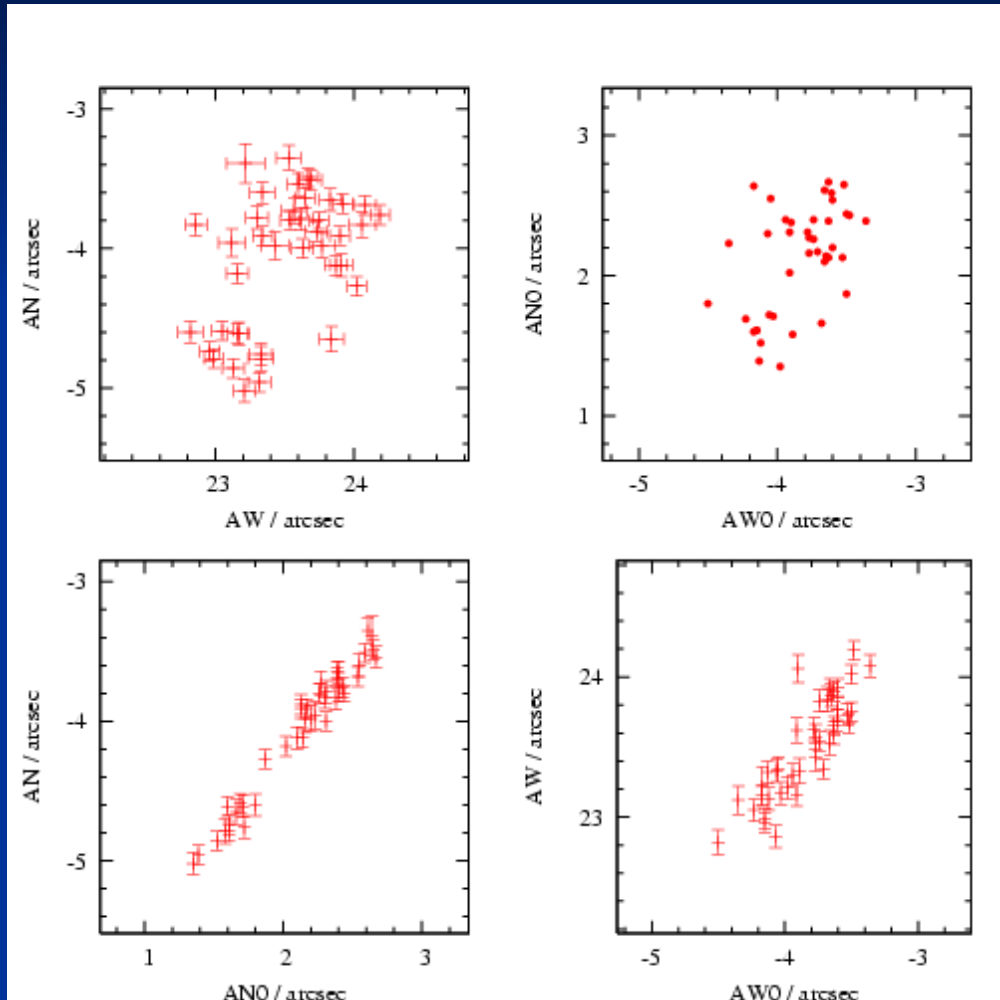 -3
-4
-5
AN / arcsec
23
24
AW / arcsec
3
2
1
AN0 / arcsec
-5
-4
-3
AW0 / arcsec
-3
-4
-5
AN / arcsec
1
2
3
AN0 / arcsec
24
23
AW / arcsec
-5
-4
-3
AW0 / arcsec